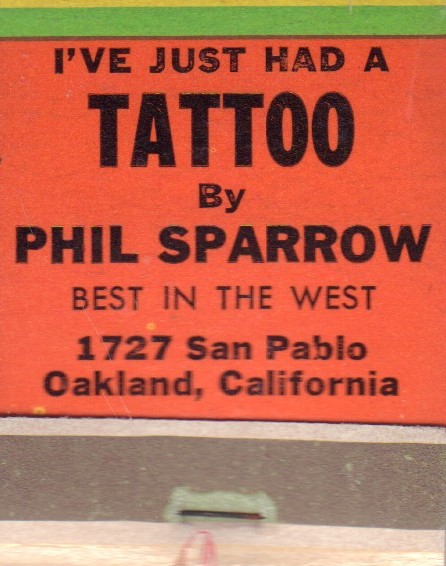 I'VE JUST HAD A
TATTOO
By
PHIL SPARROW
BEST IN THE WEST
1727 San Pablo
Oakland, California